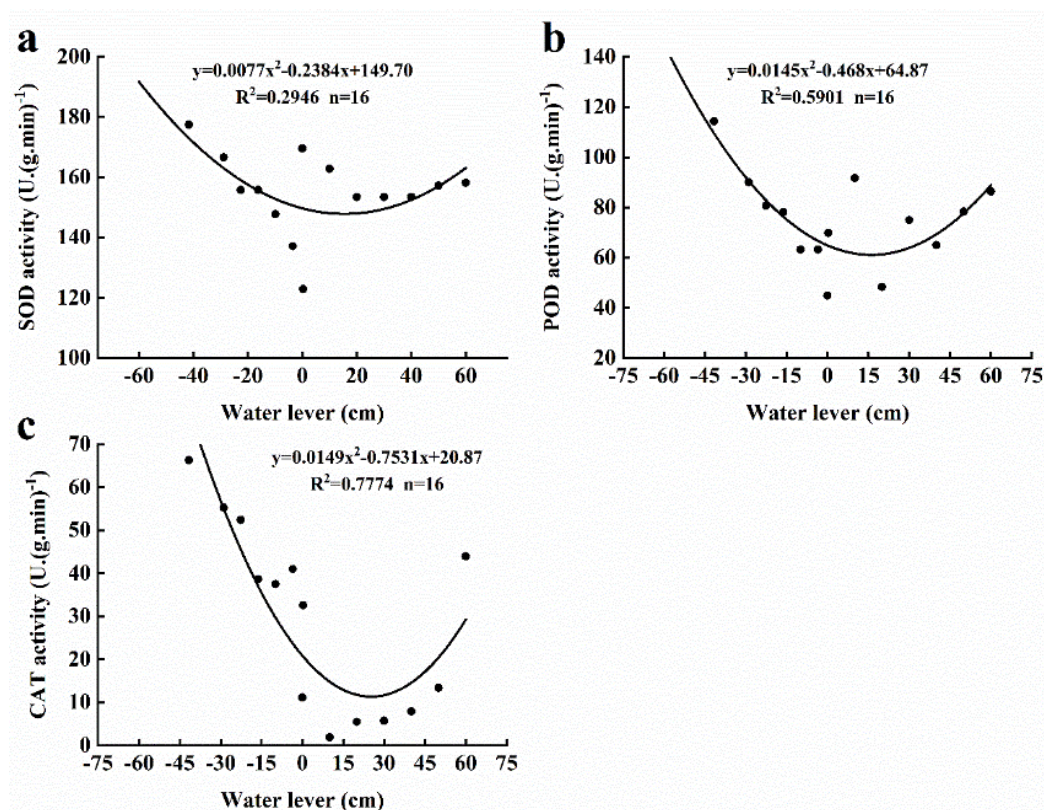 a
y=0.0077x²-0.2384x+149.70
R²=0.2946 n=16
SOD activity (U.(g.min)⁻¹)
200
180
160
140
120
100
-60 -40 -20 0 20 40 60
Water lever (cm)
b
y=0.0145x²-0.468x+64.87
R²=0.5901 n=16
POD activity (U.(g.min)⁻¹)
140
120
100
80
60
40
20
-75 -60 -45 -30 -15 0 15 30 45 60 75
Water lever (cm)
c
y=0.0149x²-0.7531x+20.87
R²=0.7774 n=16
CAT activity (U.(g.min)⁻¹)
70
60
50
40
30
20
10
0
-75 -60 -45 -30 -15 0 15 30 45 60 75
Water lever (cm)